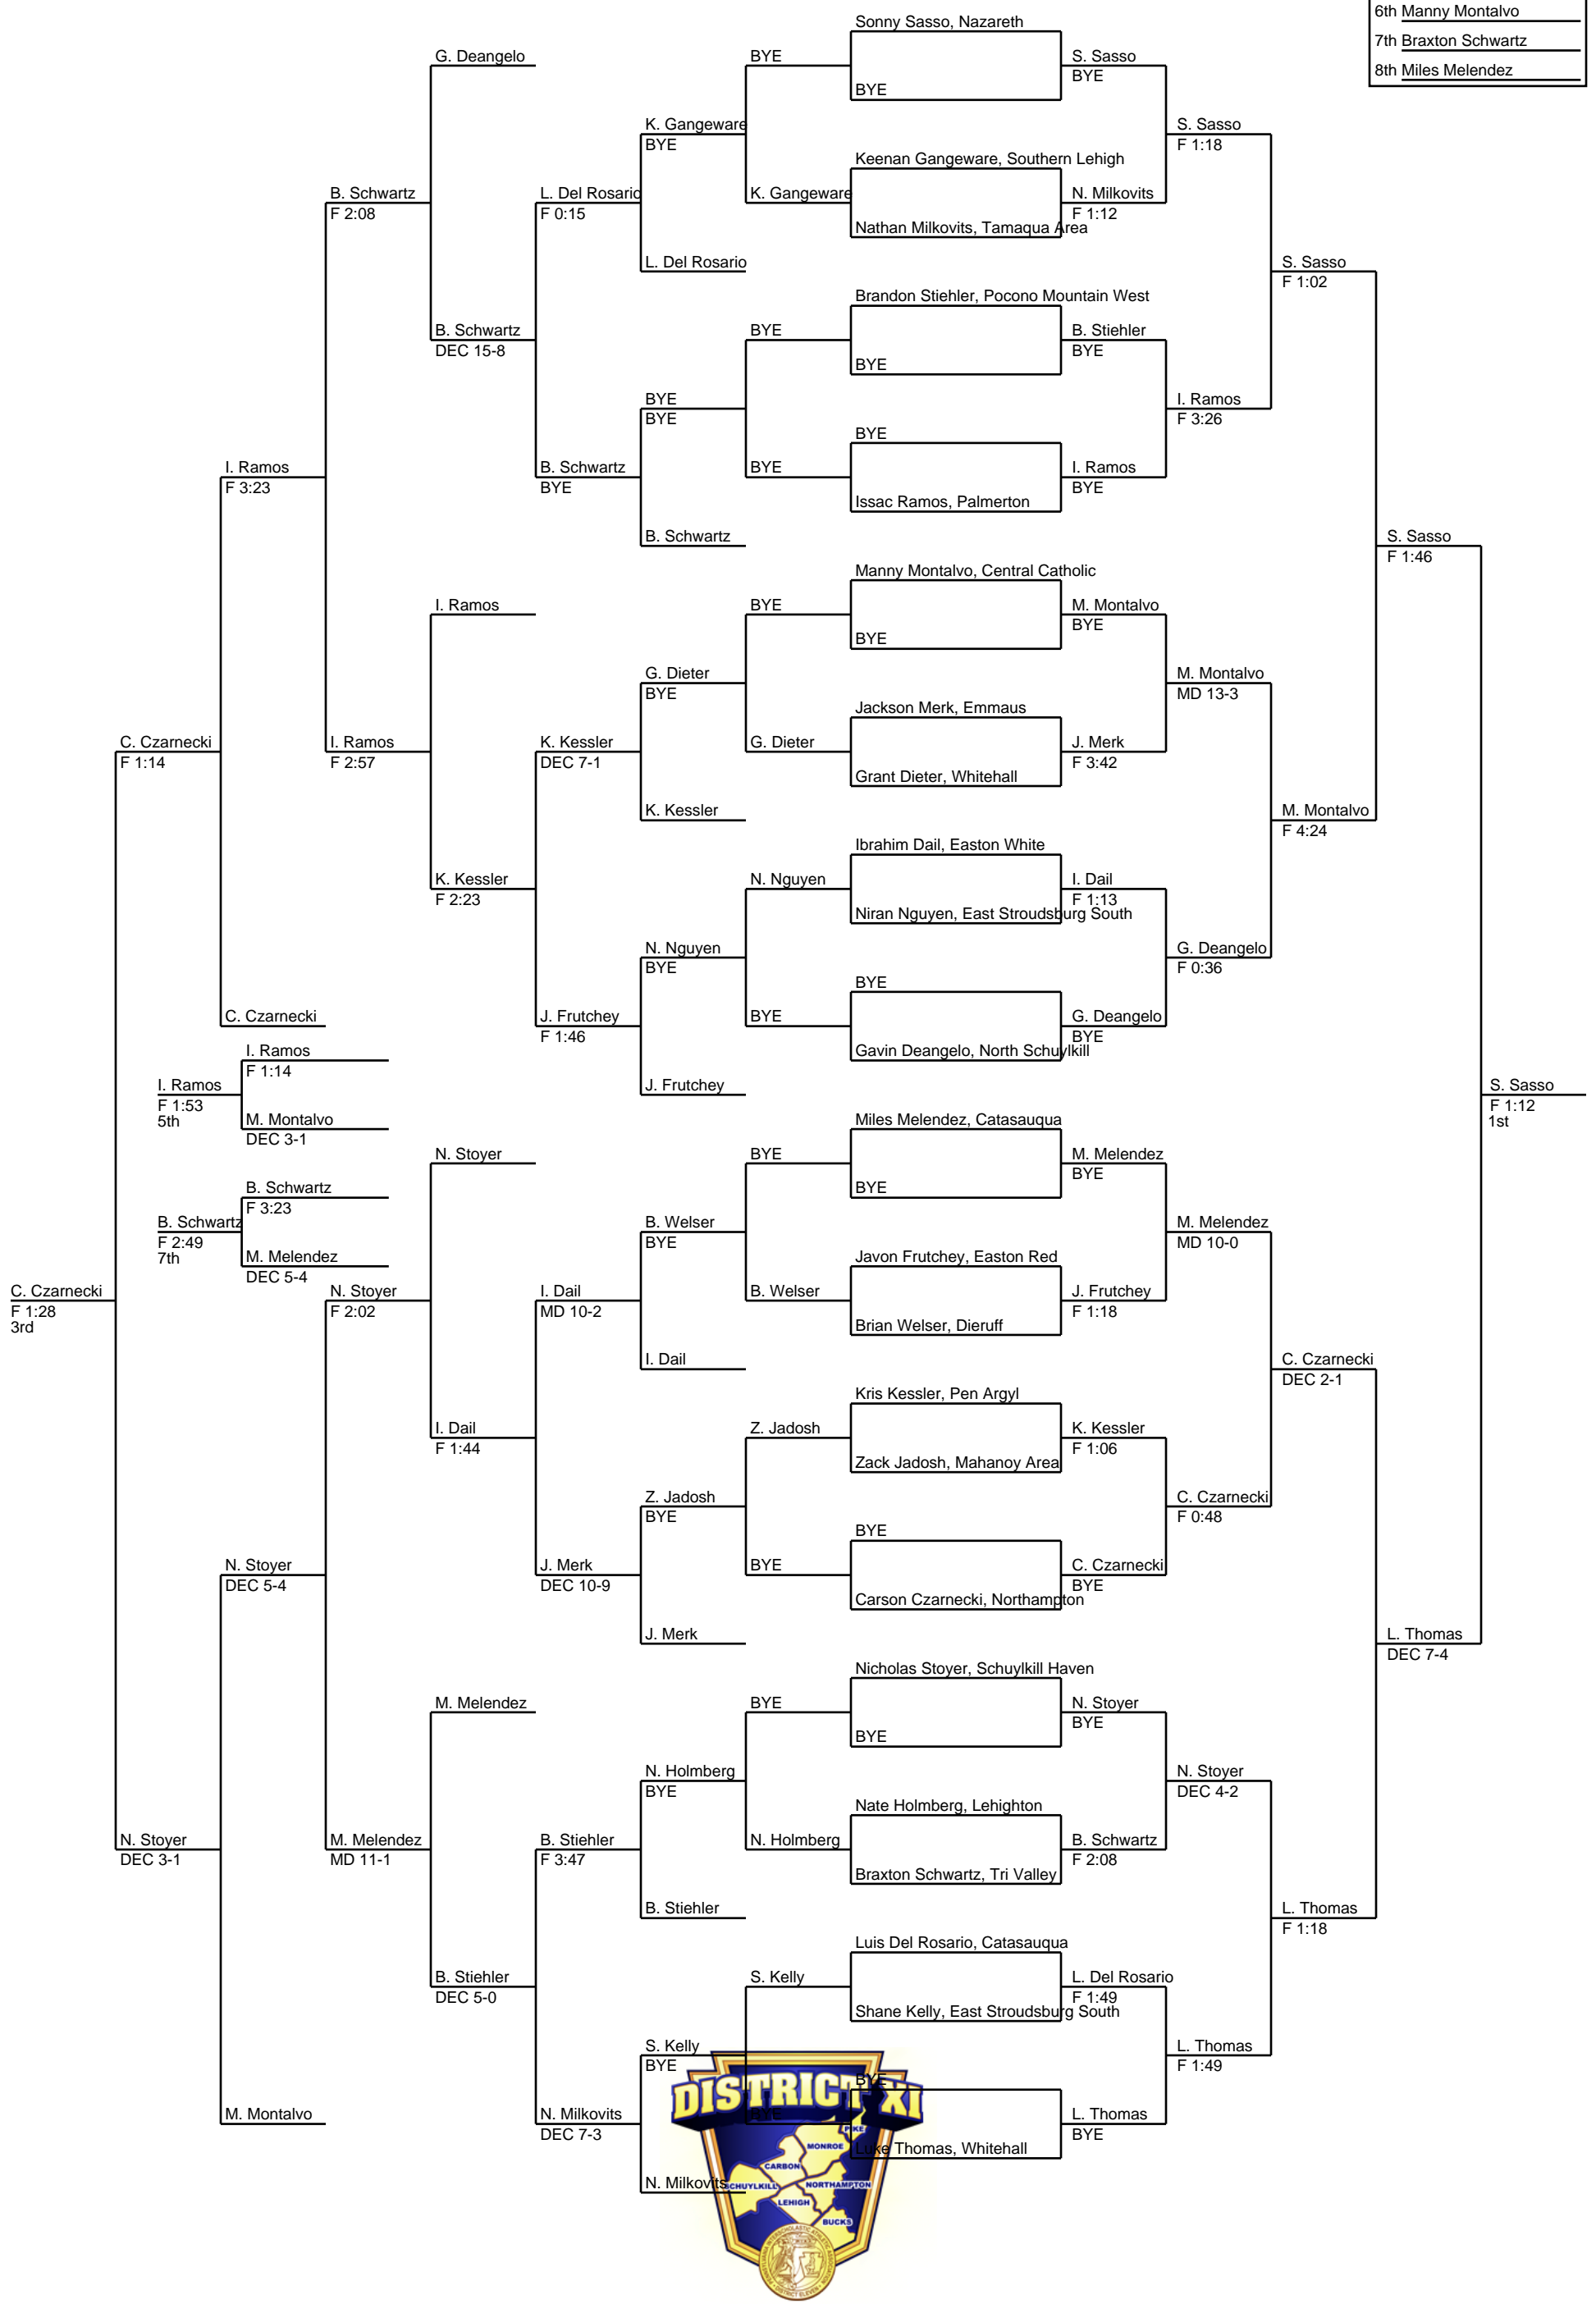 6th Manny Montalvo
7th Braxton Schwartz
8th Miles Melendez
Sonny Sasso, Nazareth
G. Deangelo
BYE
S. Sasso
BYE
BYE
K. Gangeware
BYE
S. Sasso
F 1:18
Keenan Gangeware, Southern Lehigh
B. Schwartz
F 2:08
L. Del Rosario
F 0:15
K. Gangeware
N. Milkovits
F 1:12
Nathan Milkovits, Tamaqua Area
L. Del Rosario
S. Sasso
F 1:02
Brandon Stiehler, Pocono Mountain West
B. Schwartz
DEC 15-8
BYE
B. Stiehler
BYE
BYE
BYE
BYE
I. Ramos
F 3:26
BYE
I. Ramos
F 3:23
B. Schwartz
BYE
BYE
I. Ramos
BYE
Issac Ramos, Palmerton
B. Schwartz
S. Sasso
F 1:46
Manny Montalvo, Central Catholic
I. Ramos
BYE
M. Montalvo
BYE
BYE
G. Dieter
BYE
M. Montalvo
MD 13-3
Jackson Merk, Emmaus
C. Czarnecki
F 1:14
I. Ramos
F 2:57
K. Kessler
DEC 7-1
G. Dieter
J. Merk
F 3:42
Grant Dieter, Whitehall
K. Kessler
M. Montalvo
F 4:24
Ibrahim Dail, Easton White
K. Kessler
F 2:23
N. Nguyen
I. Dail
F 1:13
Niran Nguyen, East Stroudsburg South
N. Nguyen
BYE
G. Deangelo
F 0:36
BYE
C. Czarnecki
J. Frutchey
F 1:46
BYE
G. Deangelo
BYE
Gavin Deangelo, North Schuylkill
I. Ramos
F 1:14
I. Ramos
F 1:53
5th
J. Frutchey
S. Sasso
F 1:12
1st
M. Montalvo
DEC 3-1
Miles Melendez, Catasauqua
N. Stoyer
BYE
M. Melendez
BYE
BYE
B. Schwartz
F 3:23
B. Schwartz
F 2:49
7th
B. Welser
BYE
M. Melendez
MD 10-0
M. Melendez
DEC 5-4
Javon Frutchey, Easton Red
C. Czarnecki
F 1:28
3rd
N. Stoyer
F 2:02
I. Dail
MD 10-2
B. Welser
J. Frutchey
F 1:18
Brian Welser, Dieruff
I. Dail
C. Czarnecki
DEC 2-1
Kris Kessler, Pen Argyl
I. Dail
F 1:44
Z. Jadosh
K. Kessler
F 1:06
Zack Jadosh, Mahanoy Area
Z. Jadosh
BYE
C. Czarnecki
F 0:48
BYE
N. Stoyer
DEC 5-4
J. Merk
DEC 10-9
BYE
C. Czarnecki
BYE
Carson Czarnecki, Northampton
J. Merk
L. Thomas
DEC 7-4
Nicholas Stoyer, Schuylkill Haven
M. Melendez
BYE
N. Stoyer
BYE
BYE
N. Holmberg
BYE
N. Stoyer
DEC 4-2
Nate Holmberg, Lehighton
N. Stoyer
DEC 3-1
M. Melendez
MD 11-1
B. Stiehler
F 3:47
N. Holmberg
B. Schwartz
F 2:08
Braxton Schwartz, Tri Valley
B. Stiehler
L. Thomas
F 1:18
Luis Del Rosario, Catasauqua
B. Stiehler
DEC 5-0
S. Kelly
L. Del Rosario
F 1:49
Shane Kelly, East Stroudsburg South
S. Kelly
BYE
L. Thomas
F 1:49
BYE
M. Montalvo
N. Milkovits
DEC 7-3
BYE
L. Thomas
BYE
Luke Thomas, Whitehall
N. Milkovits
DISTRICT XI
PIKE
MONROE
CARBON
SCHUYLKILL
NORTHAMPTON
LEHIGH
BUCKS
PENNSYLVANIA INTERSCHOLASTIC ATHLETIC ASSOCIATION
DISTRICT ELEVEN